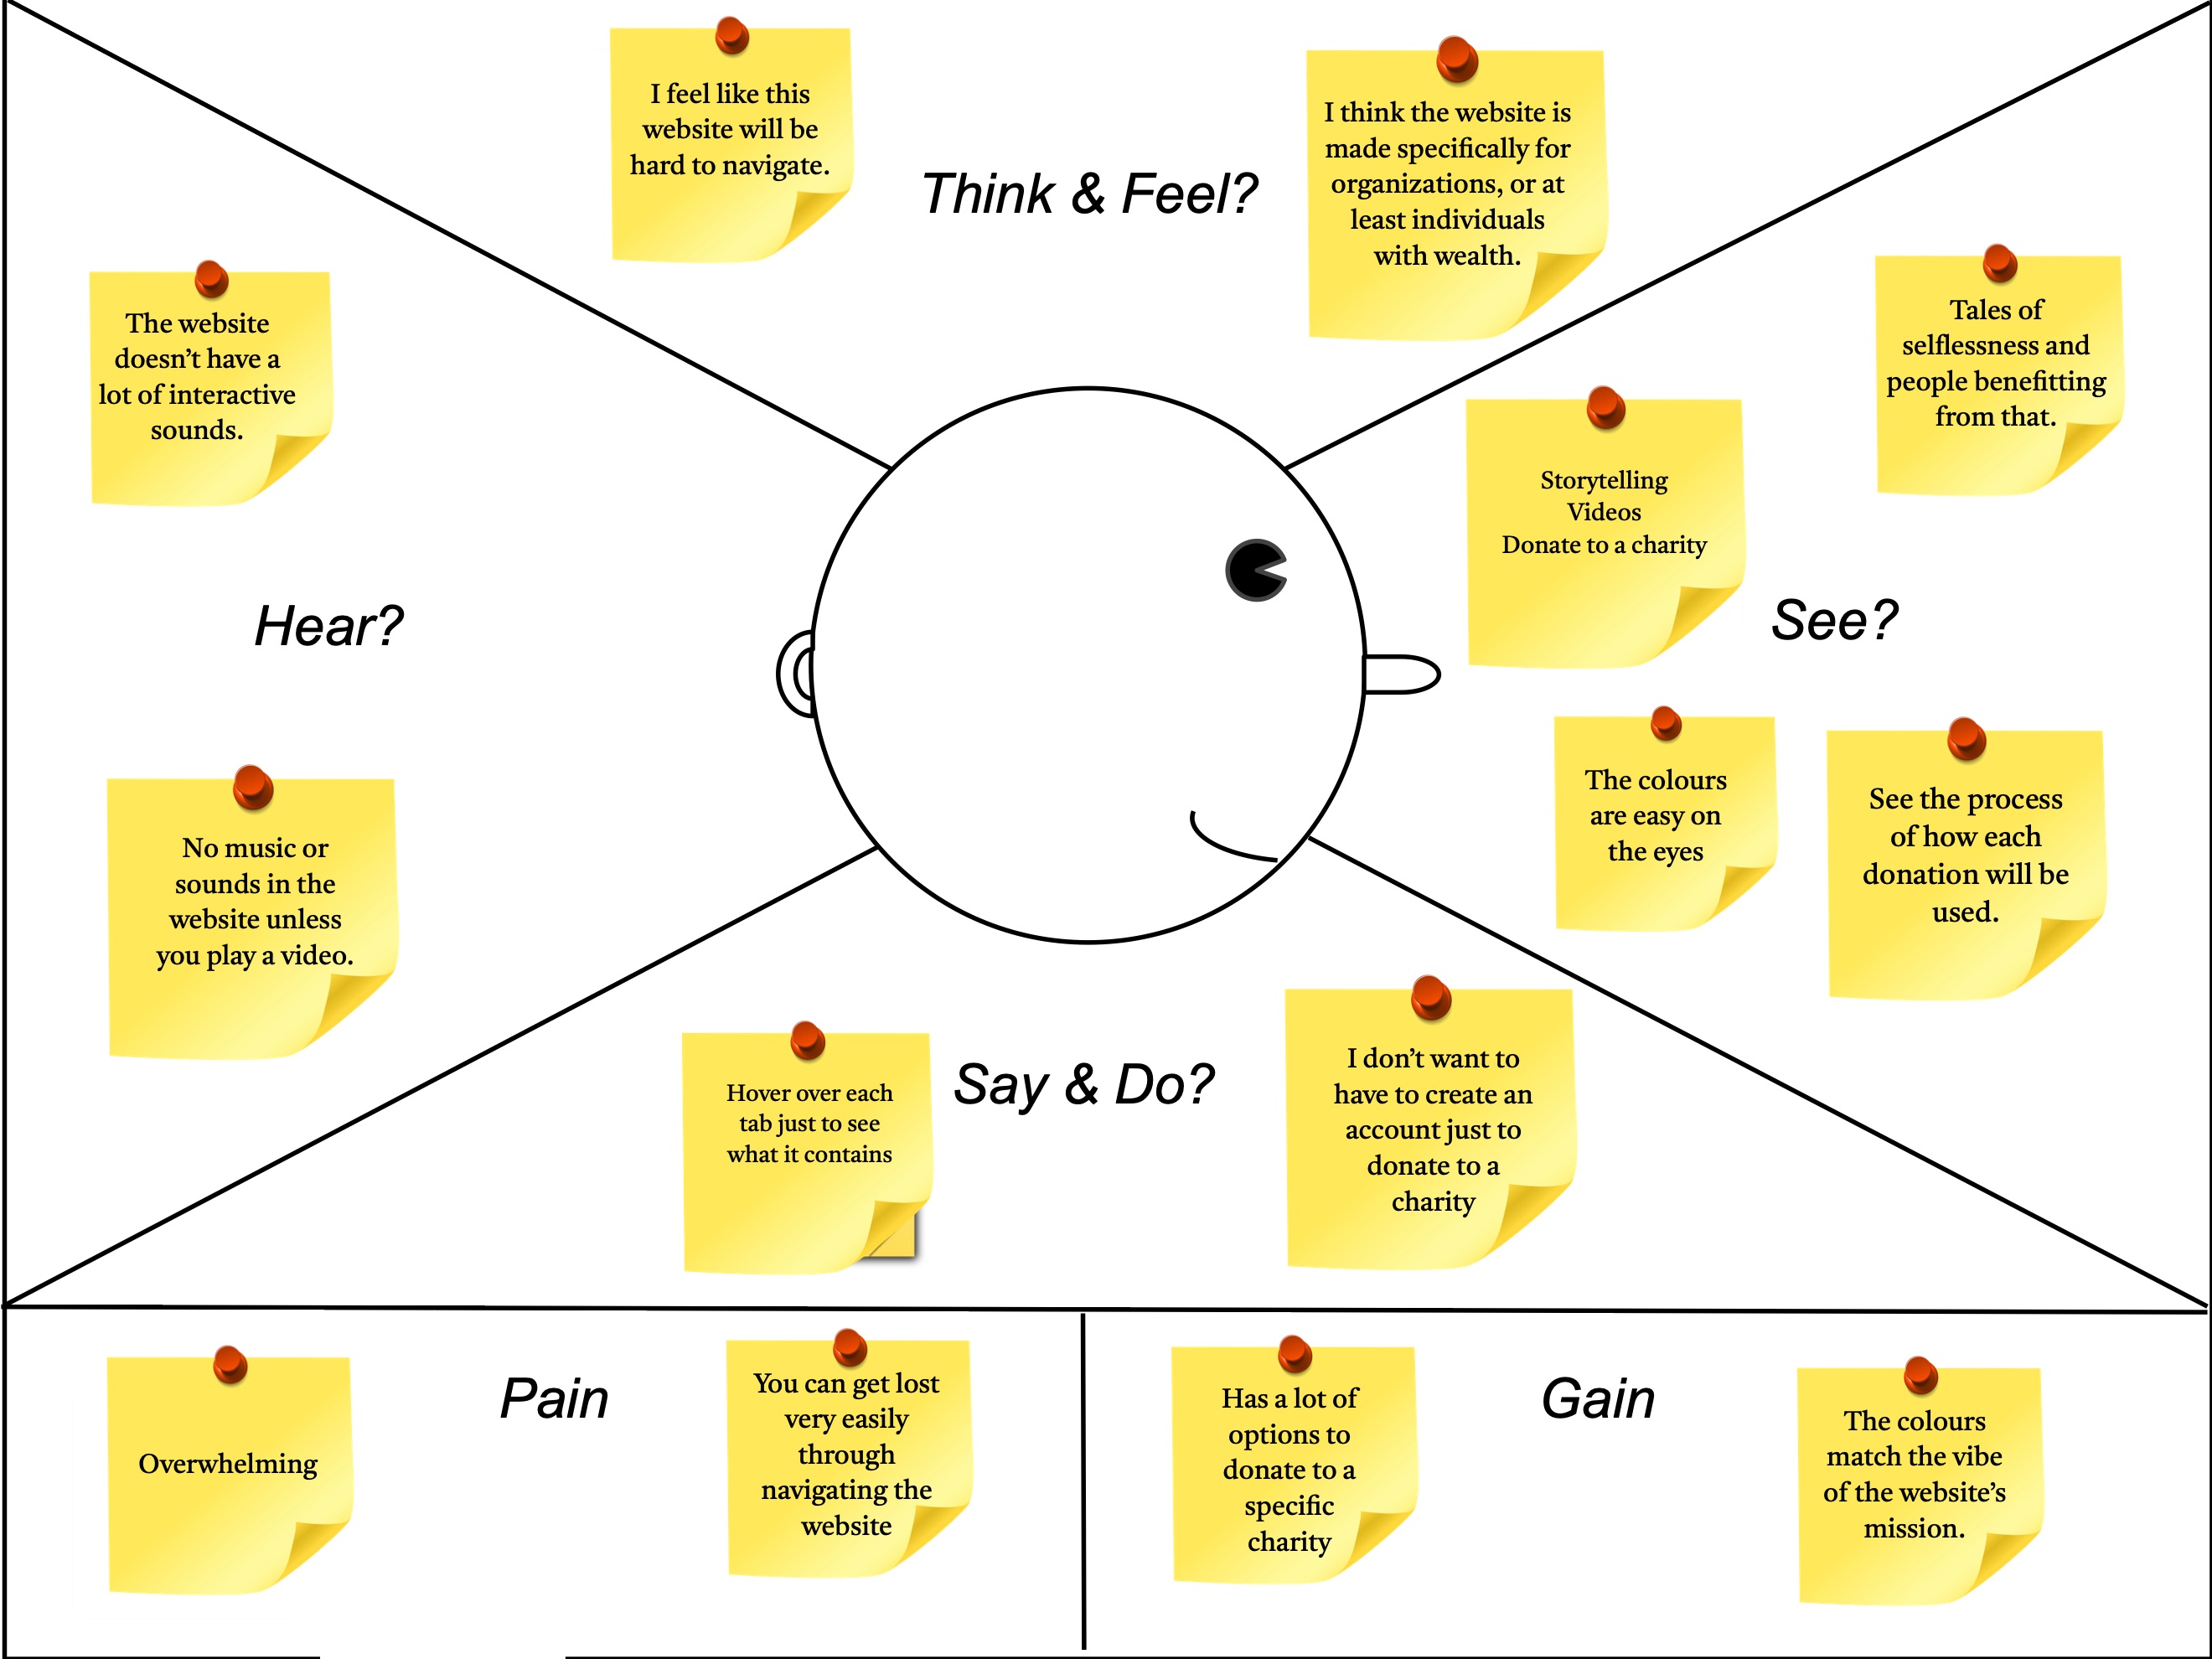 I feel like this
website will be
hard to navigate.
Think & Feel?
I think the website is
made specifically for
organizations, or at
least individuals
with wealth.
The website
doesn’t have a
lot of interactive
sounds.
Hear?
No music or
sounds in the
website unless
you play a video.
Tales of
selflessness and
people benefitting
from that.
Storytelling
Videos
Donate to a charity
See?
The colours
are easy on
the eyes
See the process
of how each
donation will be
used.
Hover over each
tab just to see
what it contains
Say & Do?
I don’t want to
have to create an
account just to
donate to a
charity
Overwhelming
Pain
You can get lost
very easily
through
navigating the
website
Has a lot of
options to
donate to a
specific
charity
Gain
The colours
match the vibe
of the website’s
mission.